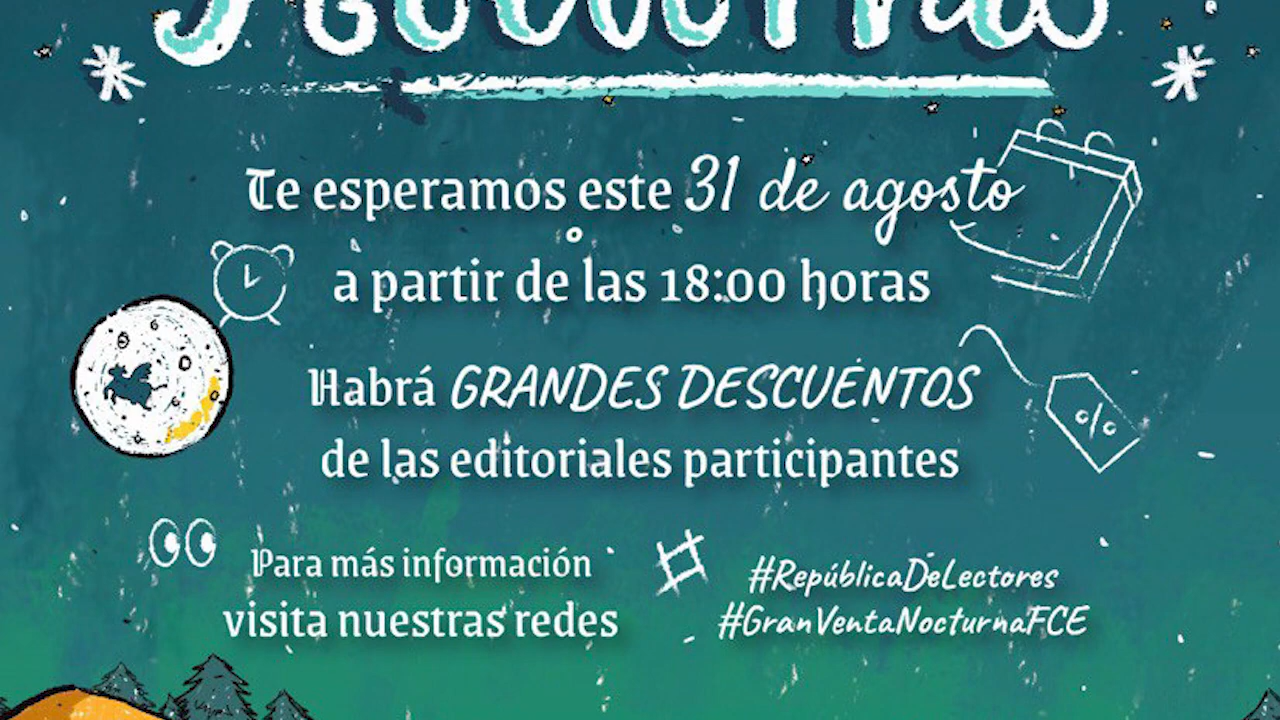 Nocturna
Te esperamos este 31 de agosto
a partir de las 18:00 horas
Habrá GRANDES DESCUENTOS
de las editoriales participantes
Para más información
visita nuestras redes
#RepúblicaDeLectores
#GranVentaNocturnaFCE
%